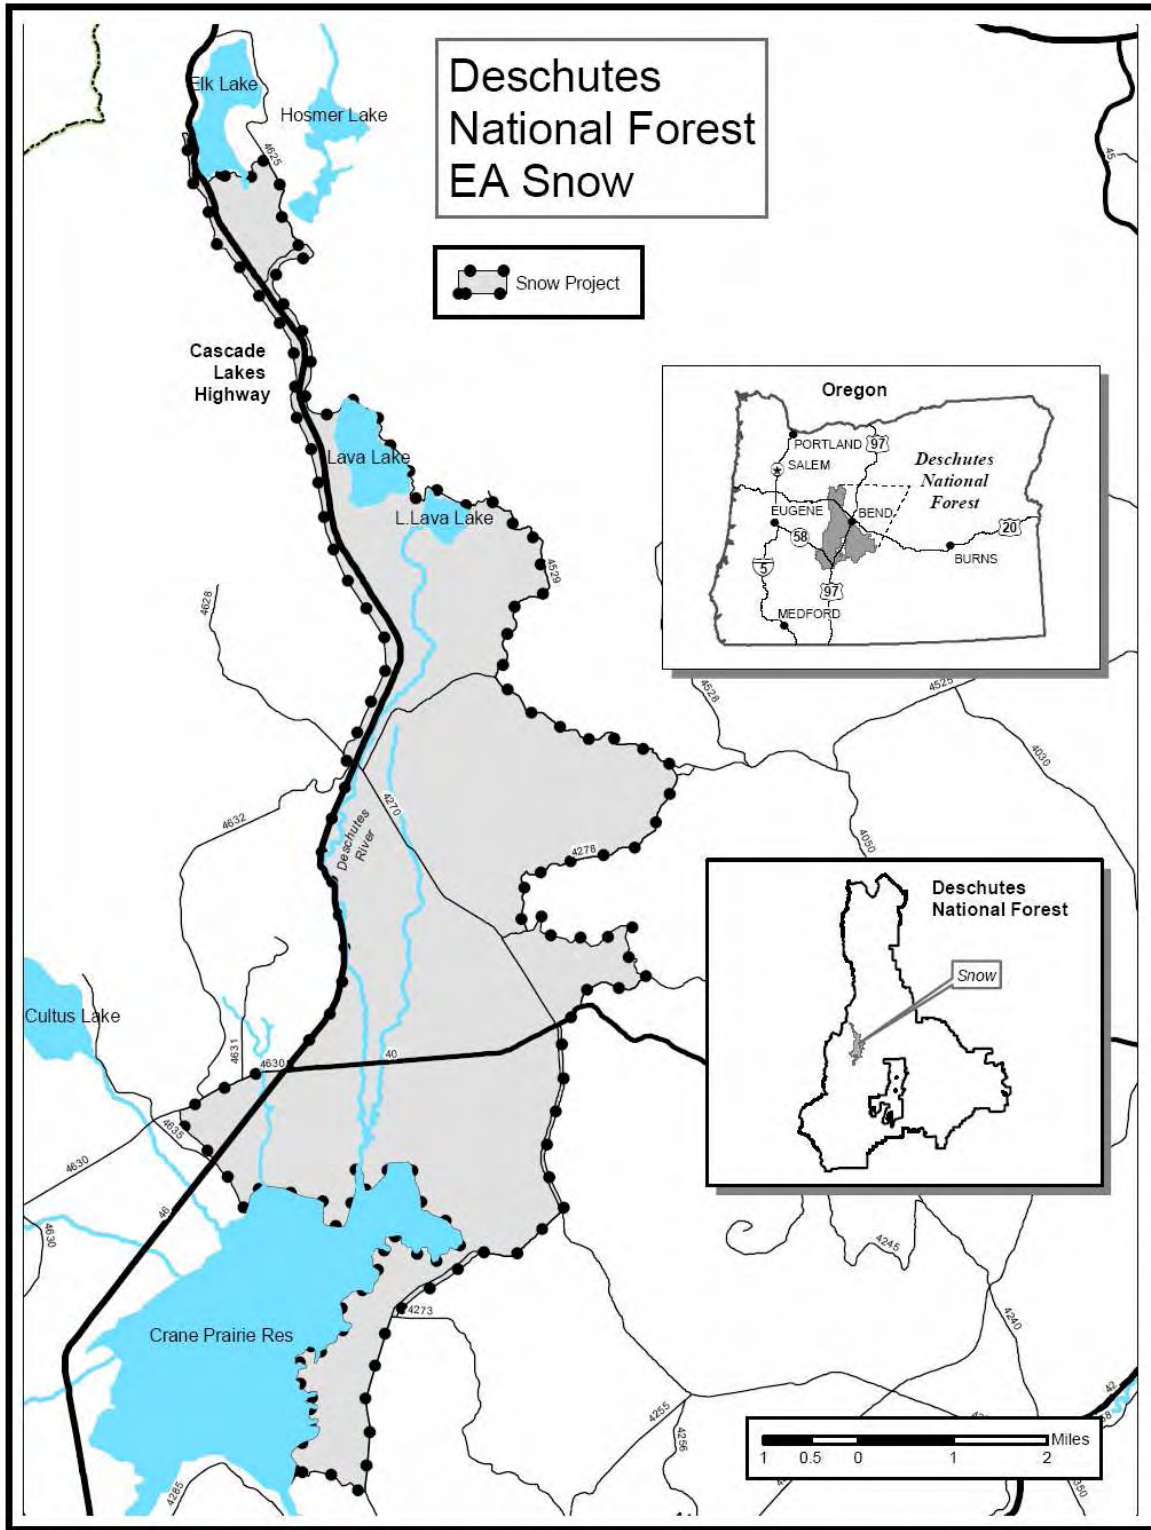 Deschutes
National Forest
EA Snow
Snow Project
Elk Lake
Hosmer Lake
4625
45
Cascade
Lakes
Highway
Lava Lake
L.Lava Lake
4529
4628
Oregon
PORTLAND
97
SALEM
Deschutes
National
Forest
EUGENE
BEND
58
20
BURNS
5
97
MEDFORD
4528
4525
4030
4270
4632
Deschutes
River
4278
4050
Deschutes
National Forest
Snow
Cultus Lake
4631
4630
40
4635
4630
46
4630
4245
4240
4273
Crane Prairie Res
4255
4256
42
4285
Miles
1 0.5 0 1 2